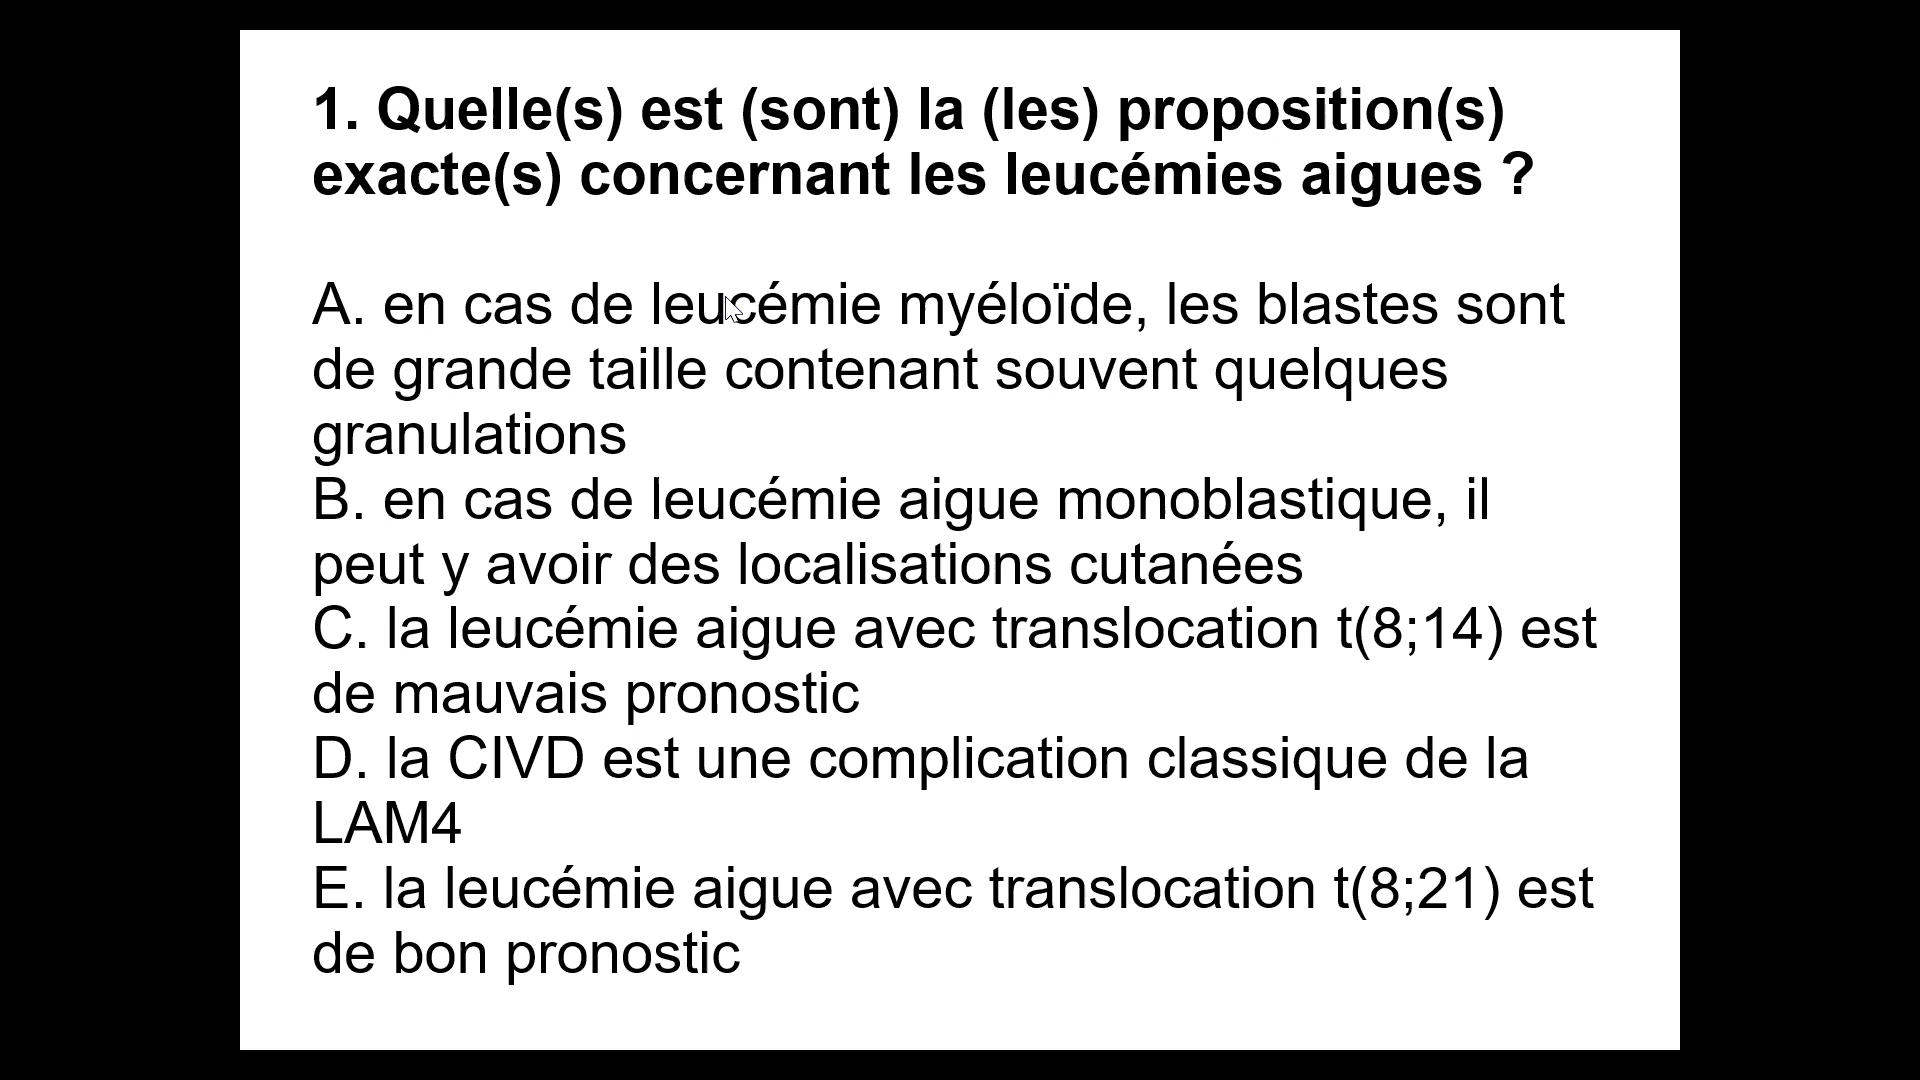 1. Quelle(s) est (sont) la (les) proposition(s)
exacte(s) concernant les leucémies aigues ?
A. en cas de leucémie myéloïde, les blastes sont
de grande taille contenant souvent quelques
granulations
B. en cas de leucémie aigue monoblastique, il
peut y avoir des localisations cutanées
C. la leucémie aigue avec translocation t(8;14) est
de mauvais pronostic
D. la CIVD est une complication classique de la
LAM4
E. la leucémie aigue avec translocation t(8;21) est
de bon pronostic